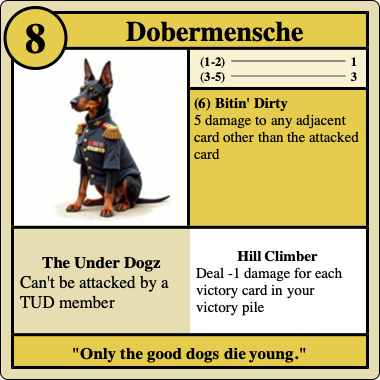 8
Dobermensche
(1-2) 1
(3-5) 3
(6) Bitin' Dirty
5 damage to any adjacent
card other than the attacked
card
The Under Dogz
Can't be attacked by a
TUD member
Hill Climber
Deal -1 damage for each
victory card in your
victory pile
"Only the good dogs die young."